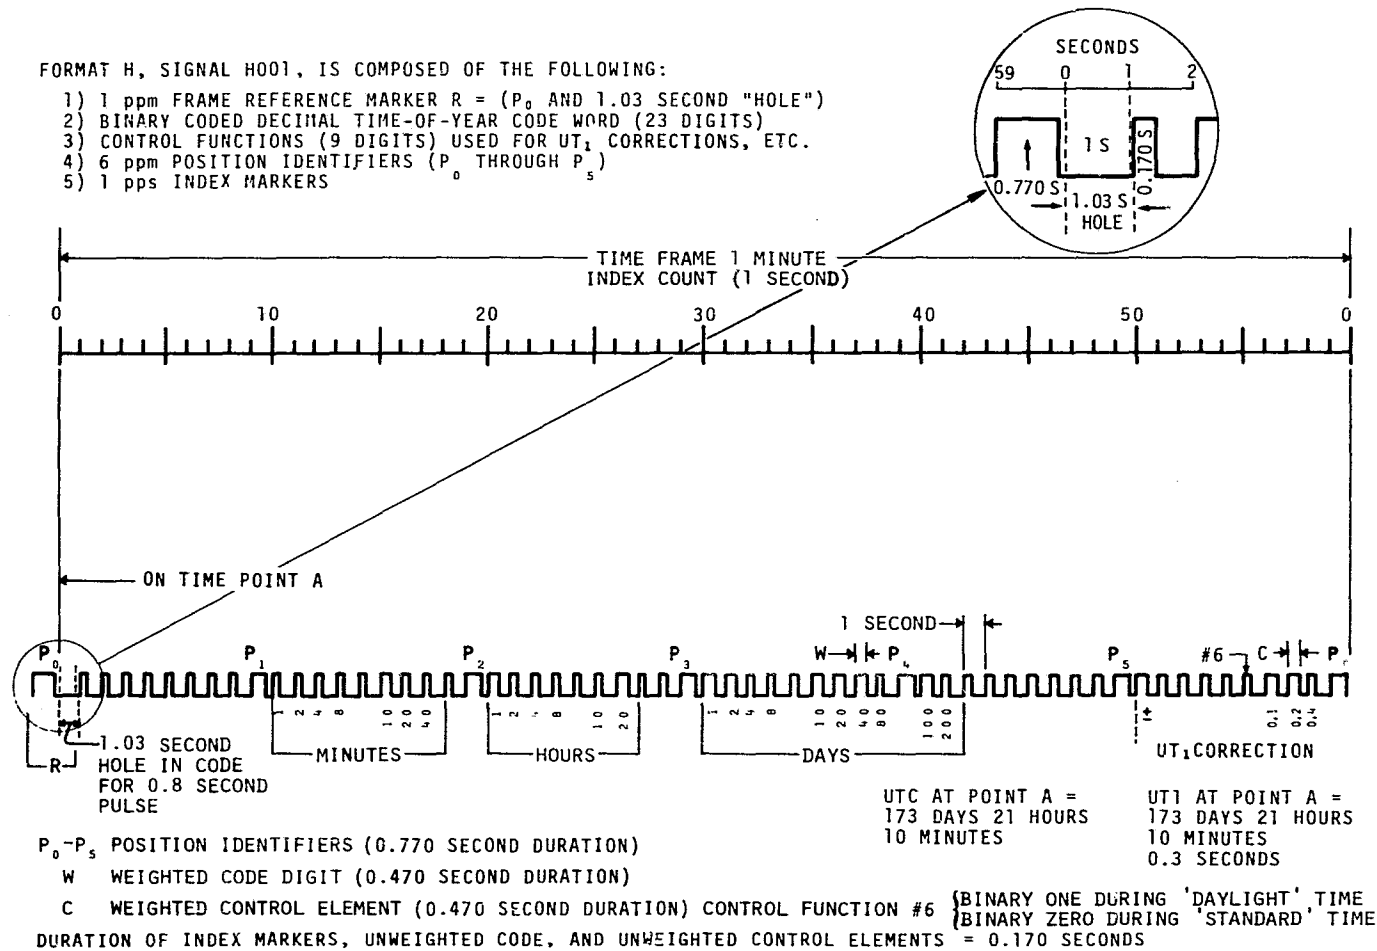 FORMAT H, SIGNAL H001, IS COMPOSED OF THE FOLLOWING:
1) 1 ppm FRAME REFERENCE MARKER R = (P₀ AND 1.03 SECOND "HOLE")
2) BINARY CODED DECIMAL TIME-OF-YEAR CODE WORD (23 DIGITS)
3) CONTROL FUNCTIONS (9 DIGITS) USED FOR UT₁ CORRECTIONS, ETC.
4) 6 ppm POSITION IDENTIFIERS (P₀ THROUGH P₅)
5) 1 pps INDEX MARKERS
SECONDS
59 0 1 2
1 S
0.770 S
0.170 S
1.03 S
HOLE
TIME FRAME 1 MINUTE
INDEX COUNT (1 SECOND)
0 10 20 30 40 50 0
ON TIME POINT A
1 SECOND
P₀ P₁ P₂ P₃ W P₄ P₅ #6 C P
1 2 4 8 10 20 40 1 2 4 8 10 20 1 2 4 8 10 20 40 80 100 200 + 0.1 0.2 0.4
R
1.03 SECOND
HOLE IN CODE
FOR 0.8 SECOND
PULSE
MINUTES HOURS DAYS UT₁ CORRECTION
UTC AT POINT A =
173 DAYS 21 HOURS
10 MINUTES
UT1 AT POINT A =
173 DAYS 21 HOURS
10 MINUTES
0.3 SECONDS
P₀-P₅ POSITION IDENTIFIERS (0.770 SECOND DURATION)
W WEIGHTED CODE DIGIT (0.470 SECOND DURATION)
C WEIGHTED CONTROL ELEMENT (0.470 SECOND DURATION) CONTROL FUNCTION #6 {BINARY ONE DURING 'DAYLIGHT' TIME
{BINARY ZERO DURING 'STANDARD' TIME
DURATION OF INDEX MARKERS, UNWEIGHTED CODE, AND UNWEIGHTED CONTROL ELEMENTS = 0.170 SECONDS